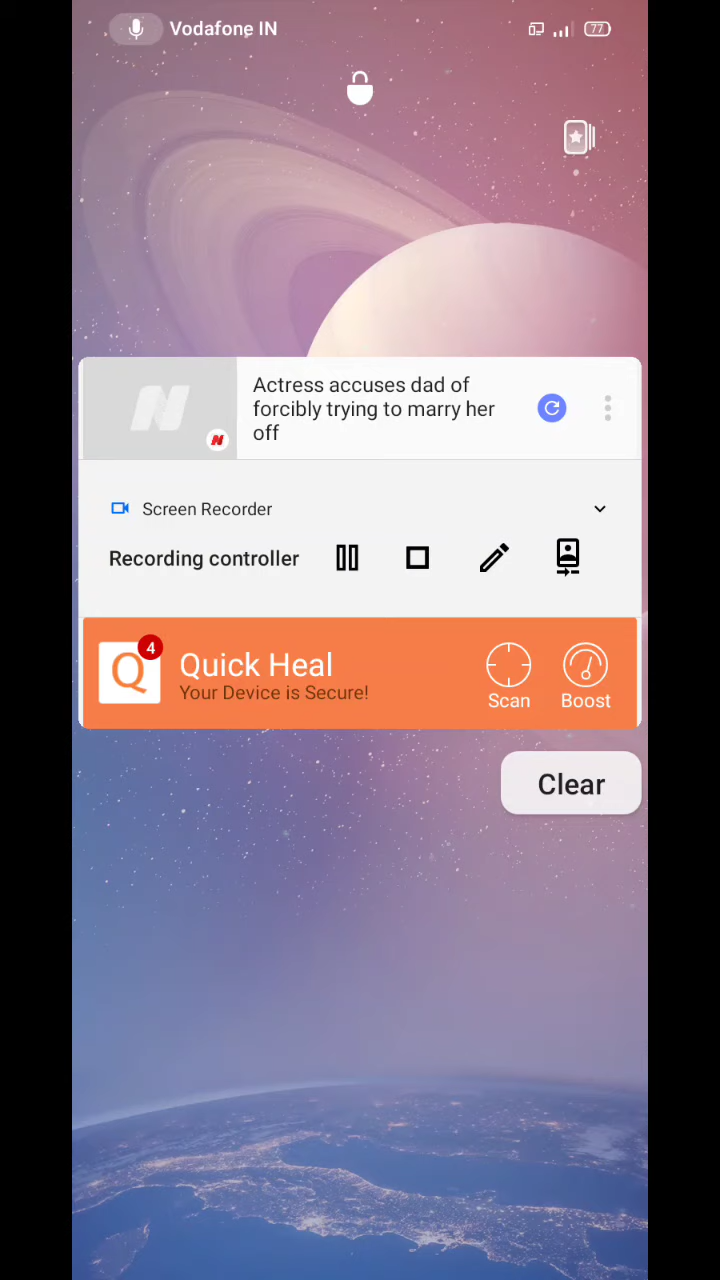 Vodafone IN
77
Actress accuses dad of
forcibly trying to marry her
off
N
Screen Recorder
Recording controller
Q
4
Quick Heal
Your Device is Secure!
Scan
Boost
Clear